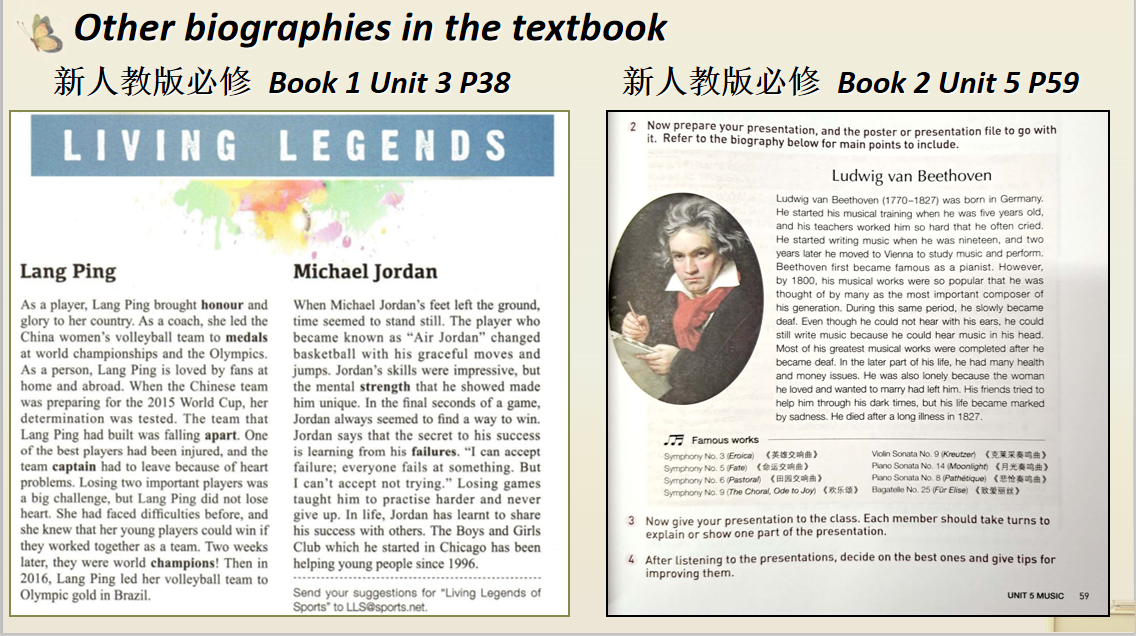 Other biographies in the textbook
新人教版必修 Book 1 Unit 3 P38
新人教版必修 Book 2 Unit 5 P59
LIVING LEGENDS
Lang Ping
As a player, Lang Ping brought honour and
glory to her country. As a coach, she led the
China women's volleyball team to medals
at world championships and the Olympics.
As a person, Lang Ping is loved by fans at
home and abroad. When the Chinese team
was preparing for the 2015 World Cup, her
determination was tested. The team that
Lang Ping had built was falling apart. One
of the best players had been injured, and the
team captain had to leave because of heart
problems. Losing two important players was
a big challenge, but Lang Ping did not lose
heart. She had faced difficulties before, and
she knew that her young players could win if
they worked together as a team. Two weeks
later, they were world champions! Then in
2016, Lang Ping led her volleyball team to
Olympic gold in Brazil.
Michael Jordan
When Michael Jordan's feet left the ground,
time seemed to stand still. The player who
became known as “Air Jordan” changed
basketball with his graceful moves and
jumps. Jordan's skills were impressive, but
the mental strength that he showed made
him unique. In the final seconds of a game,
Jordan always seemed to find a way to win.
Jordan says that the secret to his success
is learning from his failures. “I can accept
failure; everyone fails at something. But
I can't accept not trying.” Losing games
taught him to practise harder and never
give up. In life, Jordan has learnt to share
his success with others. The Boys and Girls
Club which he started in Chicago has been
helping young people since 1996.
Send your suggestions for “Living Legends of
Sports” to LLS@sports.net.
2 Now prepare your presentation, and the poster or presentation file to go with
it. Refer to the biography below for main points to include.
Ludwig van Beethoven
Ludwig van Beethoven (1770–1827) was born in Germany.
He started his musical training when he was five years old,
and his teachers worked him so hard that he often cried.
He started writing music when he was nineteen, and two
years later he moved to Vienna to study music and perform.
Beethoven first became famous as a pianist. However,
by 1800, his musical works were so popular that he was
thought of by many as the most important composer of
his generation. During this same period, he slowly became
deaf. Even though he could not hear with his ears, he could
still write music because he could hear music in his head.
Most of his greatest musical works were completed after he
became deaf. In the later part of his life, he had many health
and money issues. He was also lonely because the woman
he loved and wanted to marry had left him. His friends tried to
help him through his dark times, but his life became marked
by sadness. He died after a long illness in 1827.
Famous works
Symphony No. 3 (Eroica) 《英雄交响曲》
Symphony No. 5 (Fate) 《命运交响曲》
Symphony No. 6 (Pastoral) 《田园交响曲》
Symphony No. 9 (The Choral, Ode to Joy) 《欢乐颂》
Violin Sonata No. 9 (Kreutzer) 《克莱采奏鸣曲》
Piano Sonata No. 14 (Moonlight) 《月光奏鸣曲》
Piano Sonata No. 8 (Pathétique) 《悲怆奏鸣曲》
Bagatelle No. 25 (Für Elise) 《致爱丽丝》
3 Now give your presentation to the class. Each member should take turns to
explain or show one part of the presentation.
4 After listening to the presentations, decide on the best ones and give tips for
improving them.
UNIT 5 MUSIC 59